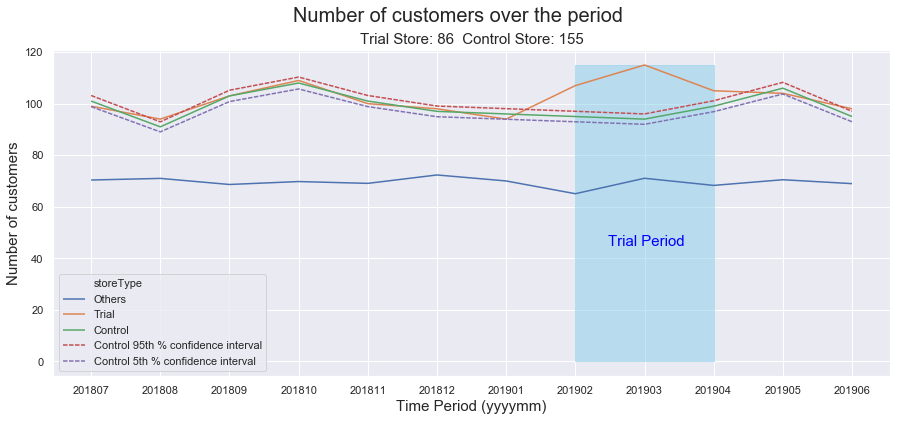 Number of customers over the period
Trial Store: 86  Control Store: 155
Number of customers
120
100
80
60
40
20
0
Trial Period
storeType
Others
Trial
Control
Control 95th % confidence interval
Control 5th % confidence interval
201807 201808 201809 201810 201811 201812 201901 201902 201903 201904 201905 201906
Time Period (yyyymm)